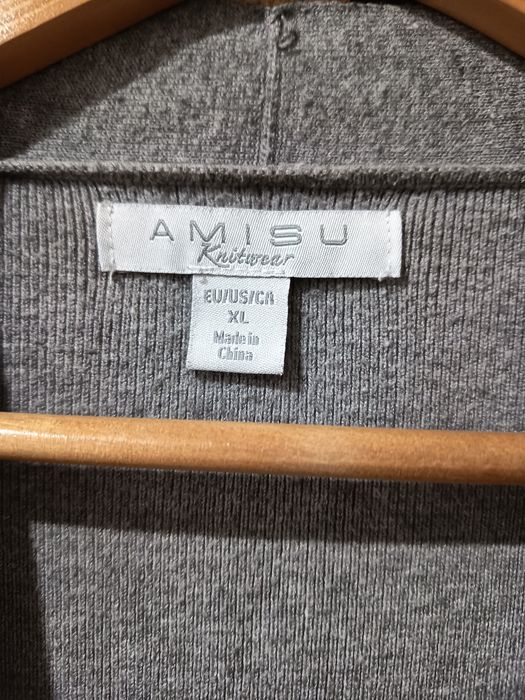 AMISU
Knitwear
EU/US/CA
XL
Made in
China